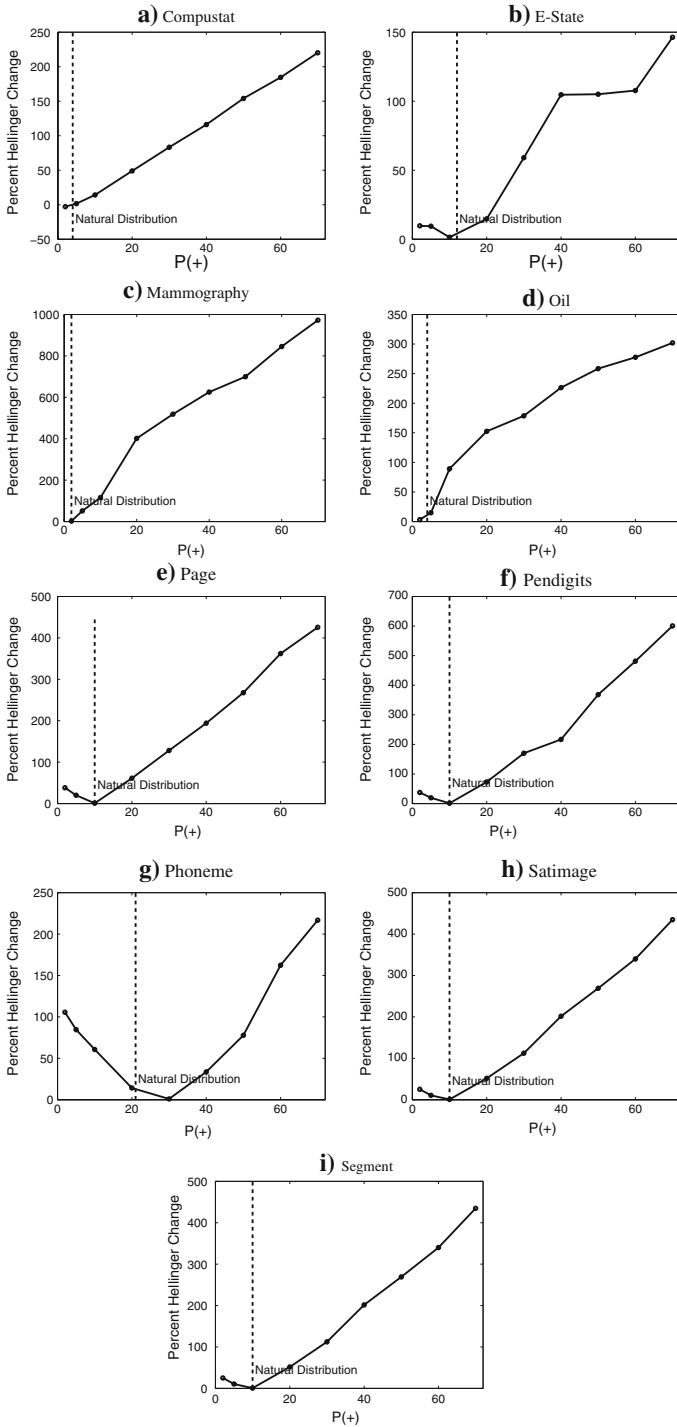 a) Compustat
250
200
150
100
50
0
−50
0 20 40 60
Percent Hellinger Change
Natural Distribution
P(+)
b) E-State
150
100
50
0
0 20 40 60
Percent Hellinger Change
Natural Distribution
P(+)
c) Mammography
1000
800
600
400
200
0
0 20 40 60
Percent Hellinger Change
Natural Distribution
P(+)
d) Oil
350
300
250
200
150
100
50
0
0 20 40 60
Percent Hellinger Change
Natural Distribution
P(+)
e) Page
500
400
300
200
100
0
0 20 40 60
Percent Hellinger Change
Natural Distribution
P(+)
f) Pendigits
700
600
500
400
300
200
100
0
0 20 40 60
Percent Hellinger Change
Natural Distribution
P(+)
g) Phoneme
250
200
150
100
50
0
0 20 40 60
Percent Hellinger Change
Natural Distribution
P(+)
h) Satimage
500
400
300
200
100
0
0 20 40 60
Percent Hellinger Change
Natural Distribution
P(+)
i) Segment
500
400
300
200
100
0
0 20 40 60
Percent Hellinger Change
Natural Distribution
P(+)